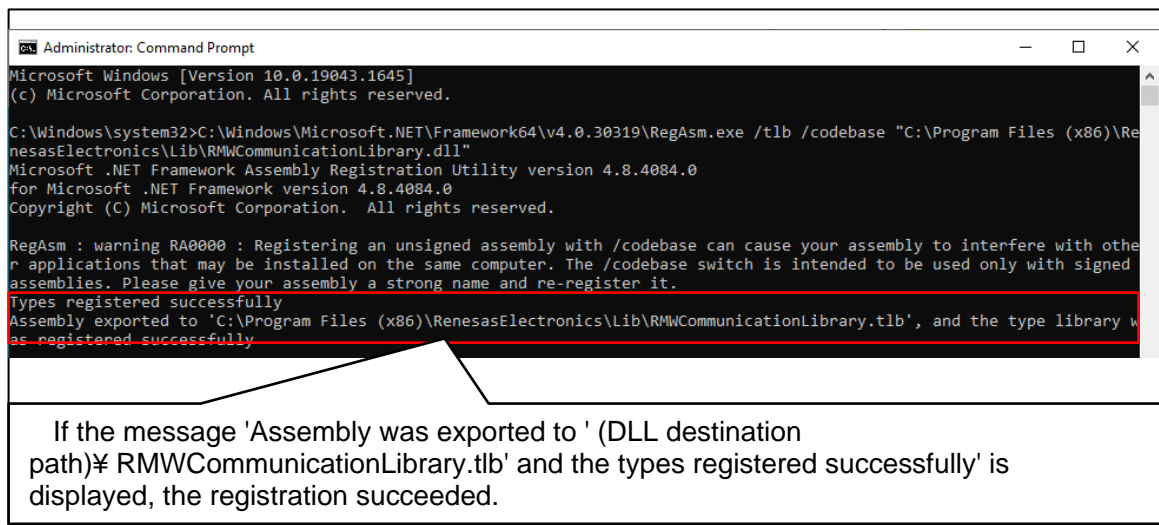 Administrator: Command Prompt
Microsoft Windows [Version 10.0.19043.1645]
(c) Microsoft Corporation. All rights reserved.
C:\Windows\system32>C:\Windows\Microsoft.NET\Framework64\v4.0.30319\RegAsm.exe /tlb /codebase "C:\Program Files (x86)\Re
nesasElectronics\Lib\RMWCommunicationLibrary.dll"
Microsoft .NET Framework Assembly Registration Utility version 4.8.4084.0
for Microsoft .NET Framework version 4.8.4084.0
Copyright (C) Microsoft Corporation.  All rights reserved.
RegAsm : warning RA0000 : Registering an unsigned assembly with /codebase can cause your assembly to interfere with othe
r applications that may be installed on the same computer. The /codebase switch is intended to be used only with signed
assemblies. Please give your assembly a strong name and re-register it.
Types registered successfully
Assembly exported to 'C:\Program Files (x86)\RenesasElectronics\Lib\RMWCommunicationLibrary.tlb', and the type library w
as registered successfully
If the message 'Assembly was exported to ' (DLL destination
path)¥ RMWCommunicationLibrary.tlb' and the types registered successfully' is
displayed, the registration succeeded.